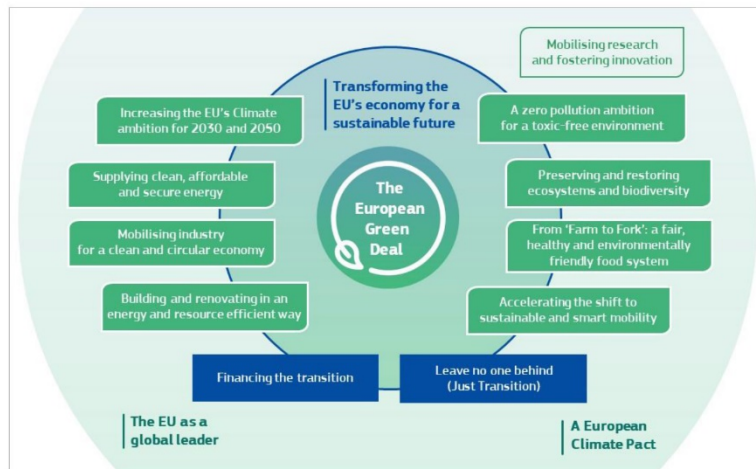 Mobilising research
and fostering innovation
Transforming the
EU's economy for a
sustainable future
Increasing the EU's Climate
ambition for 2030 and 2050
A zero pollution ambition
for a toxic-free environment
Supplying clean, affordable
and secure energy
Preserving and restoring
ecosystems and biodiversity
The
European
Green
Deal
Mobilising industry
for a clean and circular economy
From 'Farm to Fork': a fair,
healthy and environmentally
friendly food system
Building and renovating in an
energy and resource efficient way
Accelerating the shift to
sustainable and smart mobility
Financing the transition
Leave no one behind
(Just Transition)
The EU as a
global leader
A European
Climate Pact